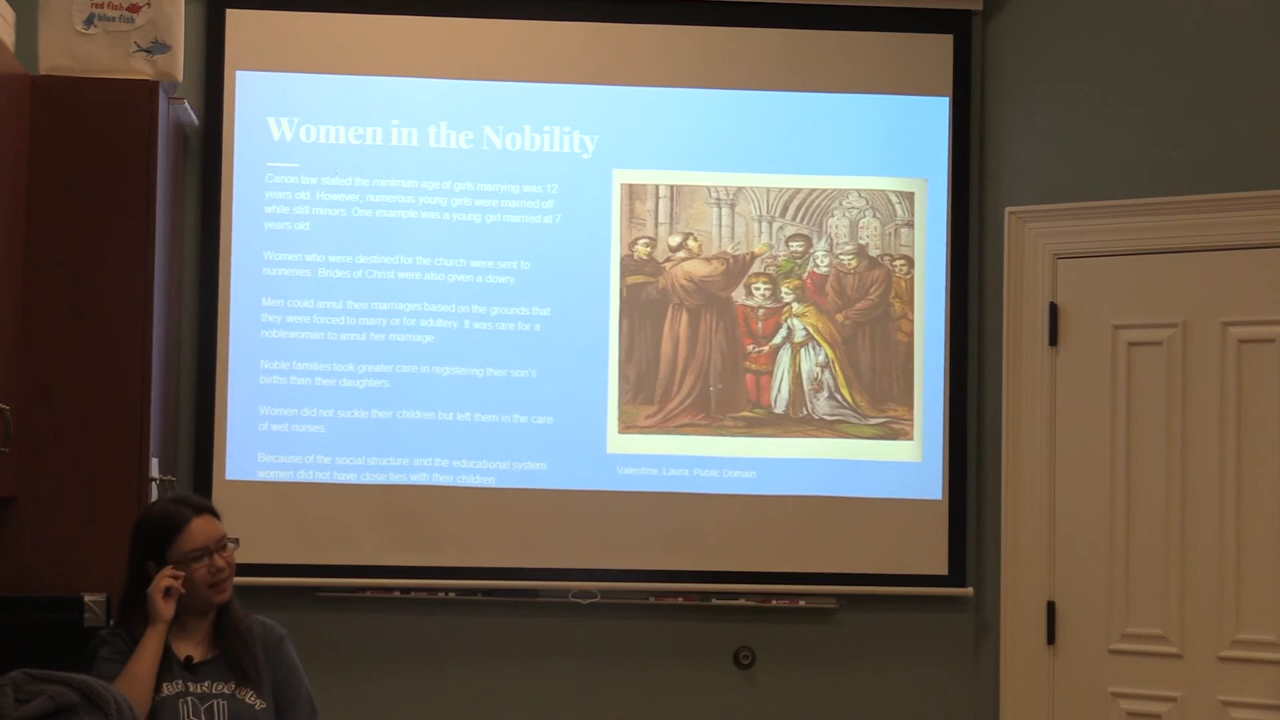 red fish
blue fish
Women in the Nobility
Canon law stated the minimum age of girls marrying was 12
years old. However, numerous young girls were married off
while still minors. One example was a young girl married at 7
years old.
Women who were destined for the church were sent to
nunneries. Brides of Christ were also given a dowry.
Men could annul their marriages based on the grounds that
they were forced to marry or for adultery. It was rare for a
noblewoman to annul her marriage.
Noble families took greater care in registering their son's
births than their daughters.
Women did not suckle their children but left them in the care
of wet nurses.
Because of the social structure and the educational system
women did not have close ties with their children
Valentine, Laura. Public Domain
IN DOUBT